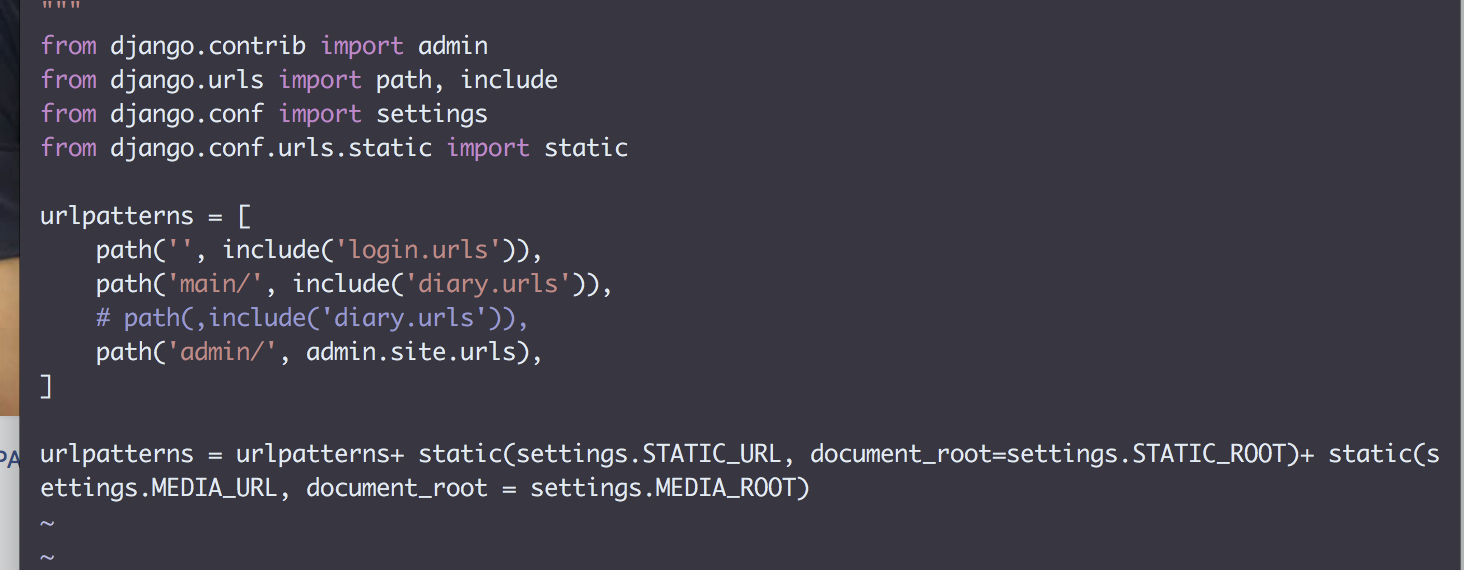 """
from django.contrib import admin
from django.urls import path, include
from django.conf import settings
from django.conf.urls.static import static
urlpatterns = [
    path('', include('login.urls')),
    path('main/', include('diary.urls')),
    # path(,include('diary.urls')),
    path('admin/', admin.site.urls),
]
PA
urlpatterns = urlpatterns+ static(settings.STATIC_URL, document_root=settings.STATIC_ROOT)+ static(s
ettings.MEDIA_URL, document_root = settings.MEDIA_ROOT)
~
~